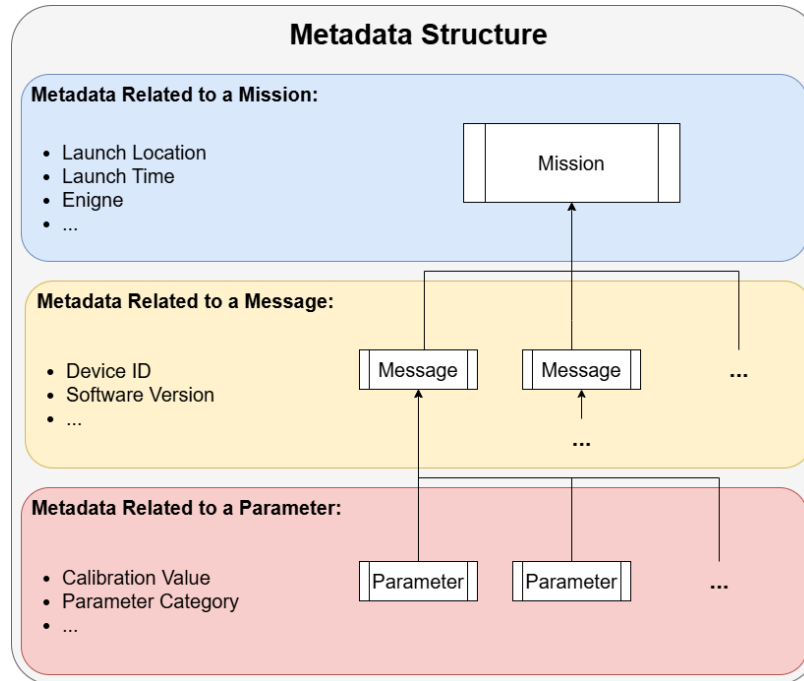 Metadata Structure
Metadata Related to a Mission:
• Launch Location
• Launch Time
• Enigne
• ...
Mission
Metadata Related to a Message:
• Device ID
• Software Version
• ...
Message
Message
...
...
Metadata Related to a Parameter:
• Calibration Value
• Parameter Category
• ...
Parameter
Parameter
...